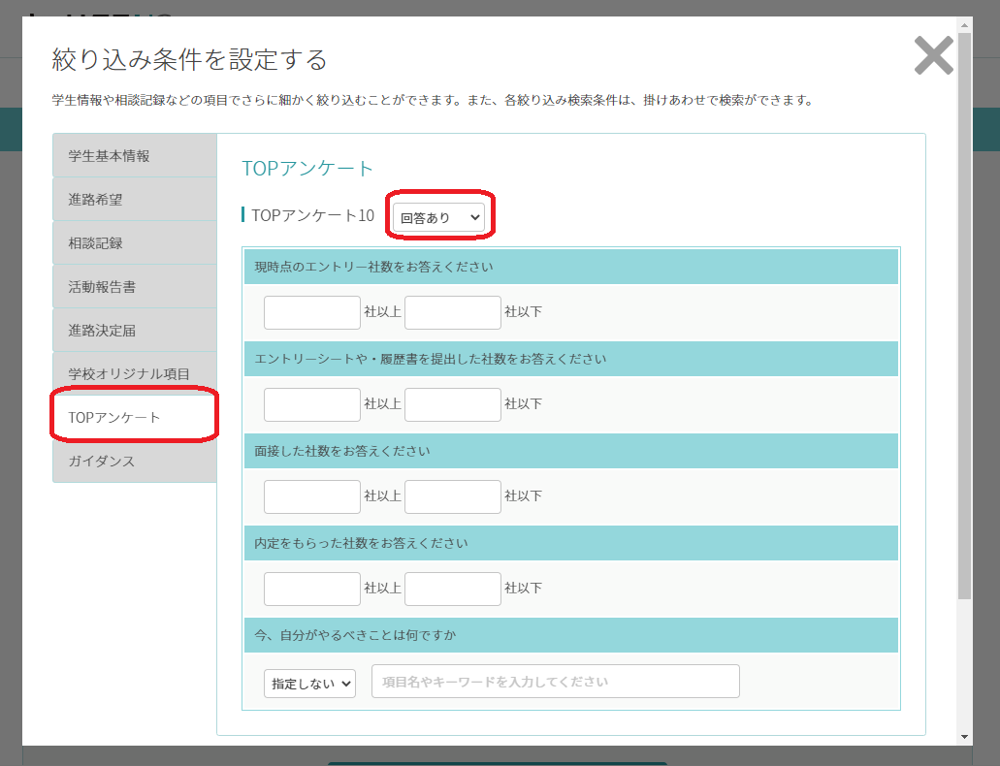 絞り込み条件を設定する
学生情報や相談記録などの項目でさらに細かく絞り込むことができます。また、各絞り込み検索条件は、掛けあわせで検索ができます。
学生基本情報
進路希望
相談記録
活動報告書
進路決定届
学校オリジナル項目
TOPアンケート
ガイダンス
TOPアンケート
TOPアンケート10 回答あり
現時点のエントリー社数をお答えください
社以上 社以下
エントリーシートや・履歴書を提出した社数をお答えください
社以上 社以下
面接した社数をお答えください
社以上 社以下
内定をもらった社数をお答えください
社以上 社以下
今、自分がやるべきことは何ですか
指定しない 項目名やキーワードを入力してください